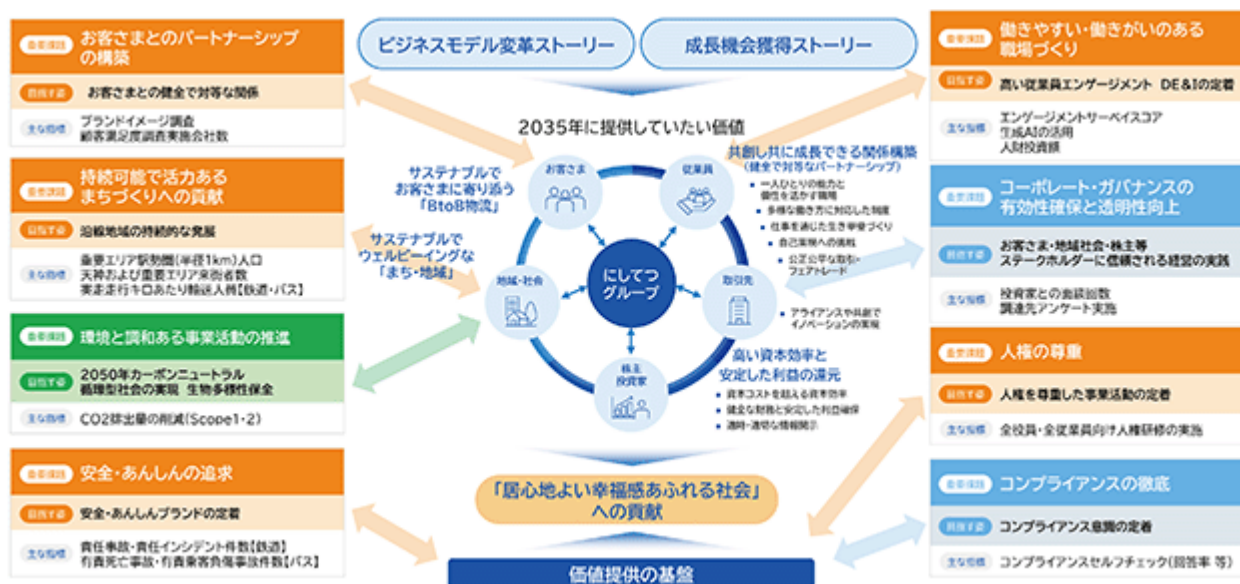 重要課題 お客さまとのパートナーシップ
の構築
目指す姿 お客さまとの健全で対等な関係
主な指標 ブランドイメージ調査
顧客満足度調査実施会社数
重要課題 持続可能で活力ある
まちづくりへの貢献
目指す姿 沿線地域の持続的な発展
主な指標 重要エリア駅勢圏(半径1km)人口
天神および重要エリア来街者数
実走走行キロあたり輸送人員【鉄道・バス】
重要課題 環境と調和ある事業活動の推進
目指す姿 2050年カーボンニュートラル
循環型社会の実現 生物多様性保全
主な指標 CO2排出量の削減(Scope1・2)
重要課題 安全・あんしんの追求
目指す姿 安全・あんしんブランドの定着
主な指標 責任事故・責任インシデント件数【鉄道】
有責死亡事故・有責乗客負傷事故件数【バス】
ビジネスモデル変革ストーリー
成長機会獲得ストーリー
2035年に提供していたい価値
サステナブルで
お客さまに寄り添う
「BtoB物流」
サステナブルで
ウェルビーイングな
「まち・地域」
お客さま
従業員
地域・社会
にしてつ
グループ
取引先
株主
投資家
共創し共に成長できる関係構築
(健全で対等なパートナーシップ)
• 一人ひとりの能力と
個性を活かす職場
• 多様な働き方に対応した制度
• 仕事を通じた生き甲斐づくり
• 自己実現への挑戦
• 公正公平な取引・
フェアトレード
• アライアンスや共創で
イノベーションの実現
高い資本効率と
安定した利益の還元
• 資本コストを超える資本効率
• 健全な財務と安定した利益確保
• 適時・適切な情報開示
「居心地よい幸福感あふれる社会」
への貢献
価値提供の基盤
重要課題 働きやすい・働きがいのある
職場づくり
目指す姿 高い従業員エンゲージメント DE&Iの定着
主な指標 エンゲージメントサーベイスコア
生成AIの活用
人財投資額
重要課題 コーポレート・ガバナンスの
有効性確保と透明性向上
目指す姿 お客さま・地域社会・株主等
ステークホルダーに信頼される経営の実践
主な指標 投資家との面談回数
調達先アンケート実施
重要課題 人権の尊重
目指す姿 人権を尊重した事業活動の定着
主な指標 全役員・全従業員向け人権研修の実施
重要課題 コンプライアンスの徹底
目指す姿 コンプライアンス意識の定着
主な指標 コンプライアンスセルフチェック(回答率 等)